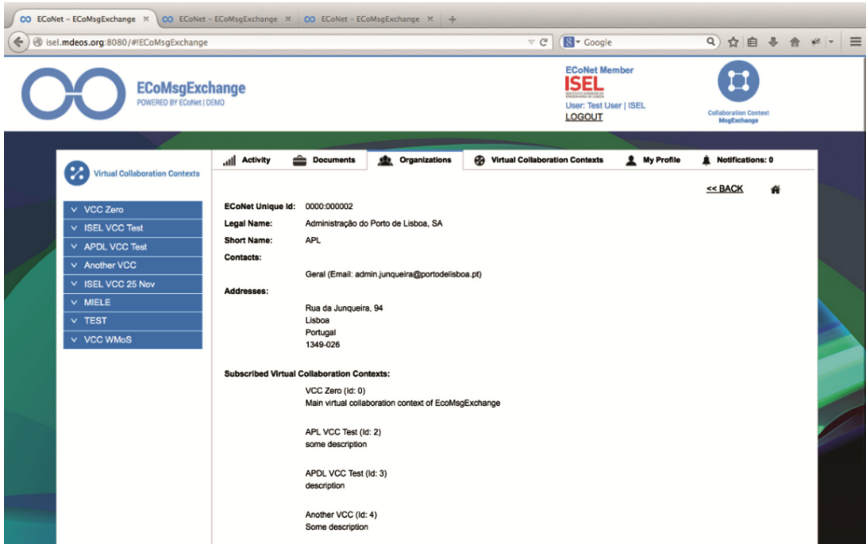 ECoNet - ECoMsgExchange
ECoNet - ECoMsgExchange
ECoNet - ECoMsgExchange
isel.mdeos.org:8080/#!ECoMsgExchange
Google
ECoMsgExchange
POWERED BY ECoNet | DEMO
ECoNet Member
ISEL
User: Test User | ISEL
LOGOUT
Collaboration Context
MsgExchange
Virtual Collaboration Contexts
VCC Zero
ISEL VCC Test
APDL VCC Test
Another VCC
ISEL VCC 25 Nov
MIELE
TEST
VCC WMoS
Activity Documents Organizations Virtual Collaboration Contexts My Profile Notifications: 0
<< BACK
ECoNet Unique Id: 0000:000002
Legal Name: Administração do Porto de Lisboa, SA
Short Name: APL
Contacts:
Geral (Email: admin.junqueira@portodelisboa.pt)
Addresses:
Rua da Junqueira, 94
Lisboa
Portugal
1349-026
Subscribed Virtual Collaboration Contexts:
VCC Zero (Id: 0)
Main virtual collaboration context of EcoMsgExchange
APL VCC Test (Id: 2)
some description
APDL VCC Test (Id: 3)
description
Another VCC (Id: 4)
Some description